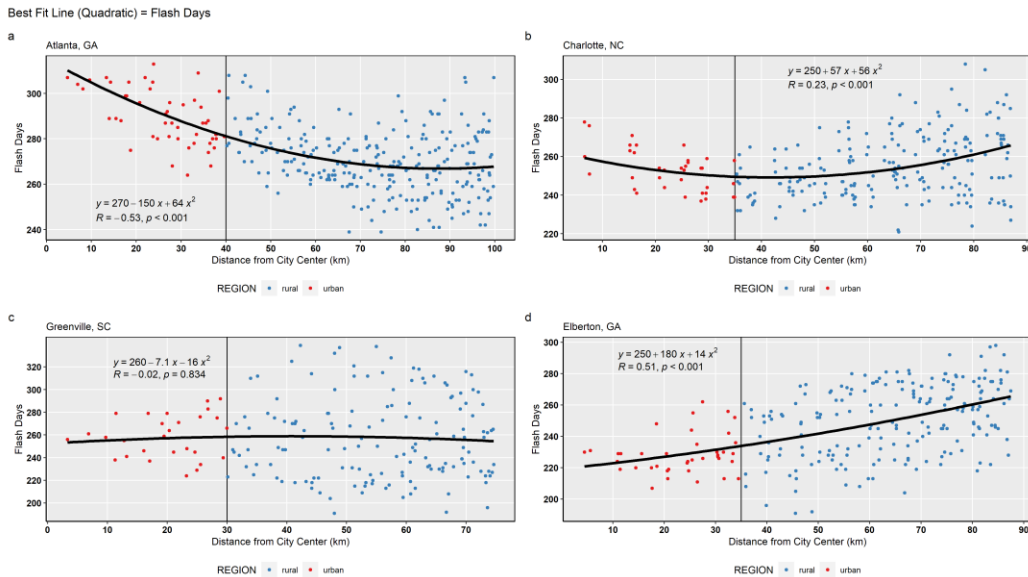 Best Fit Line (Quadratic) = Flash Days
a
Atlanta, GA
Flash Days
300
280
260
240
y = 270 − 150 x + 64 x²
R = −0.53, p < 0.001
0 10 20 30 40 50 60 70 80 90 100
Distance from City Center (km)
REGION rural urban
b
Charlotte, NC
Flash Days
300
280
260
240
220
y = 250 + 57 x + 56 x²
R = 0.23, p < 0.001
0 10 20 30 40 50 60 70 80 90
Distance from City Center (km)
REGION rural urban
c
Greenville, SC
Flash Days
320
300
280
260
240
220
200
y = 260 − 7.1 x − 16 x²
R = −0.02, p = 0.834
0 10 20 30 40 50 60 70
Distance from City Center (km)
REGION rural urban
d
Elberton, GA
Flash Days
300
280
260
240
220
200
y = 250 + 180 x + 14 x²
R = 0.51, p < 0.001
0 10 20 30 40 50 60 70 80 90
Distance from City Center (km)
REGION rural urban